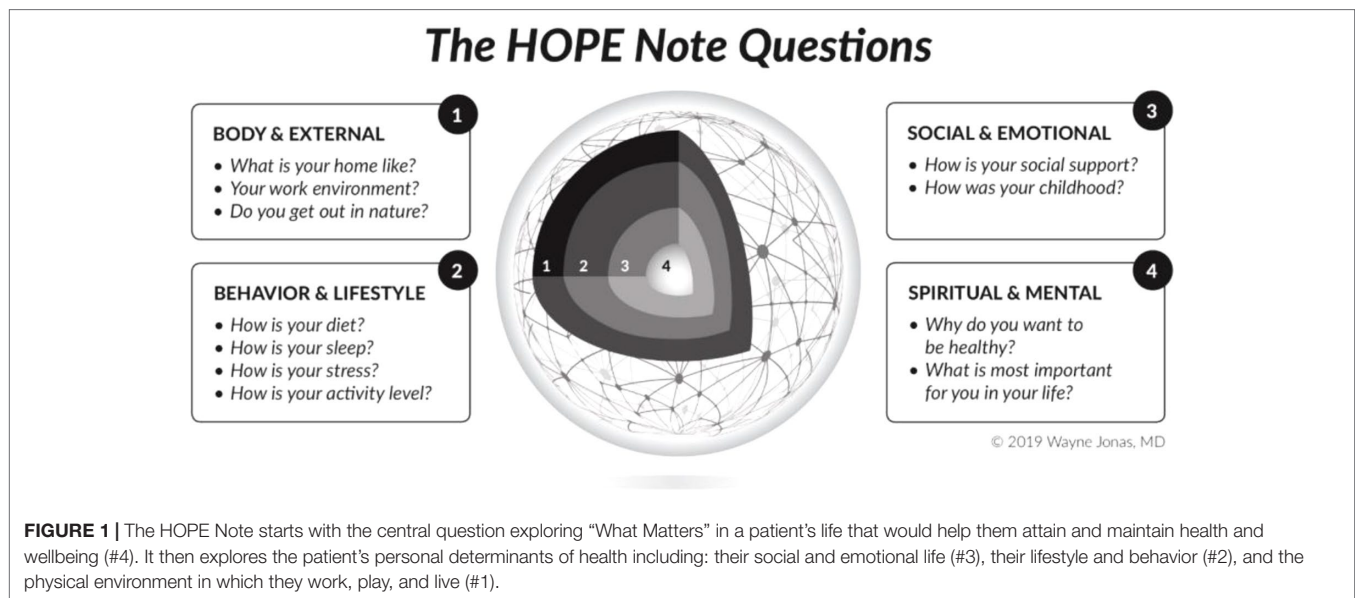 The HOPE Note Questions
1
BODY & EXTERNAL
• What is your home like?
• Your work environment?
• Do you get out in nature?
2
BEHAVIOR & LIFESTYLE
• How is your diet?
• How is your sleep?
• How is your stress?
• How is your activity level?
1 2 3 4
3
SOCIAL & EMOTIONAL
• How is your social support?
• How was your childhood?
4
SPIRITUAL & MENTAL
• Why do you want to
be healthy?
• What is most important
for you in your life?
© 2019 Wayne Jonas, MD
FIGURE 1 | The HOPE Note starts with the central question exploring “What Matters” in a patient’s life that would help them attain and maintain health and
wellbeing (#4). It then explores the patient’s personal determinants of health including: their social and emotional life (#3), their lifestyle and behavior (#2), and the
physical environment in which they work, play, and live (#1).